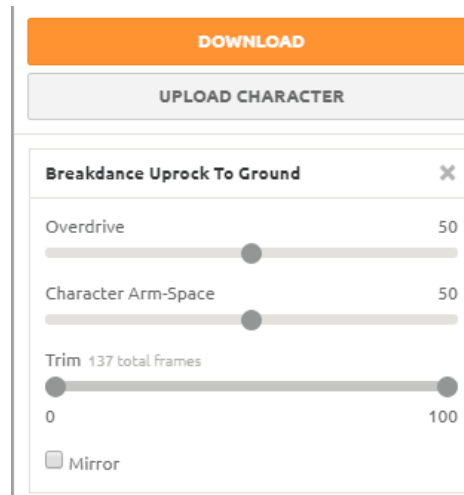 DOWNLOAD
UPLOAD CHARACTER
Breakdance Uprock To Ground
Overdrive 50
Character Arm-Space 50
Trim 137 total frames
0 100
Mirror